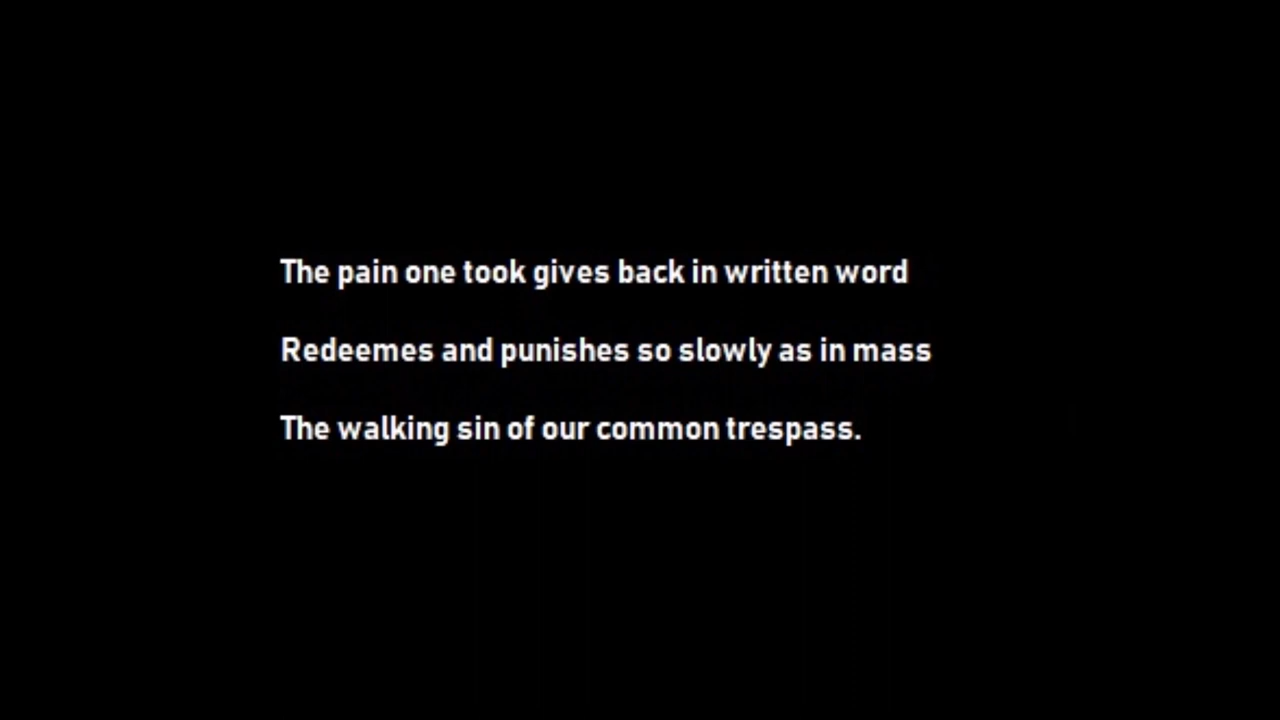 The pain one took gives back in written word
Redeemes and punishes so slowly as in mass
The walking sin of our common trespass.